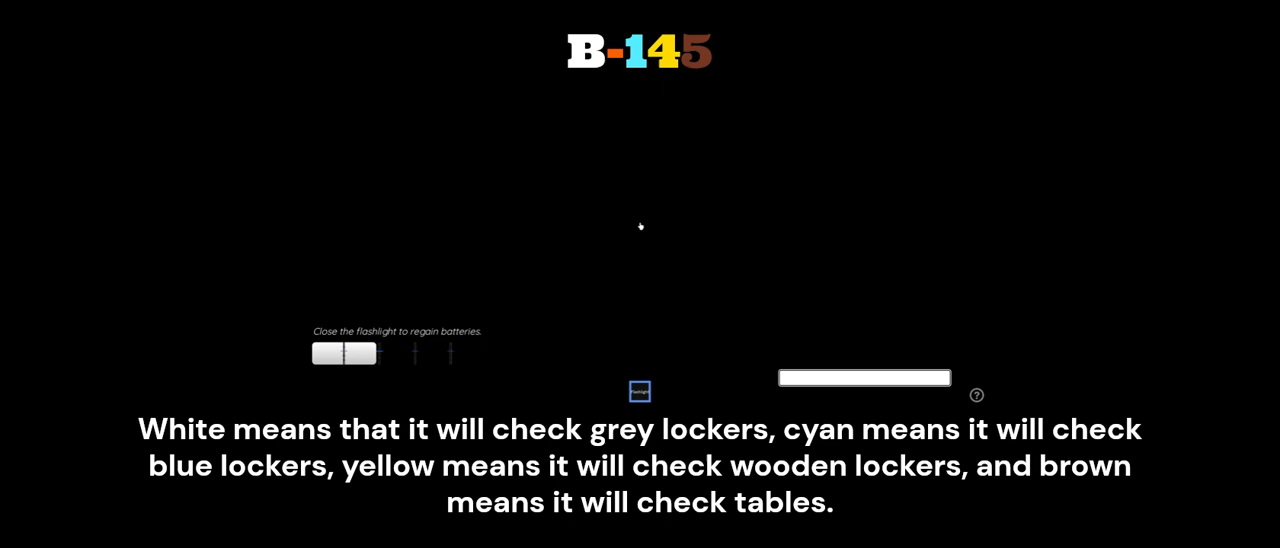 B-145
Close the flashlight to regain batteries.
Flashlight
?
White means that it will check grey lockers, cyan means it will check
blue lockers, yellow means it will check wooden lockers, and brown
means it will check tables.